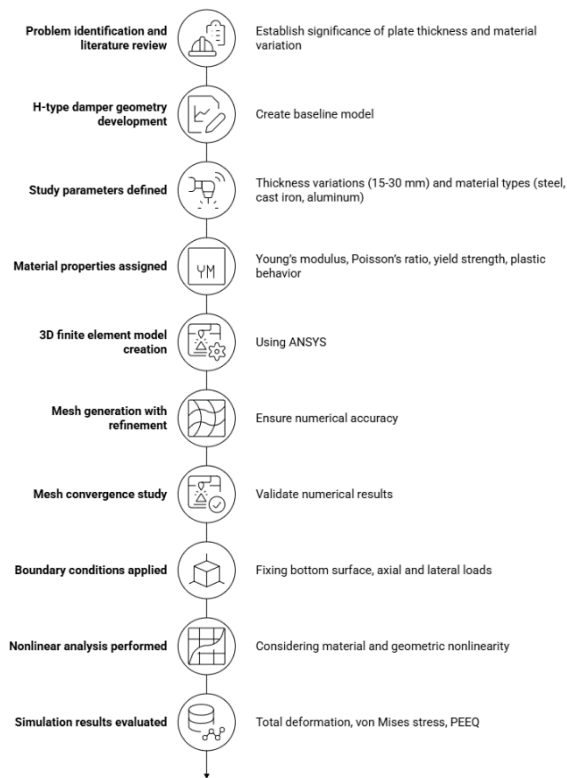 Problem identification and
literature review
Establish significance of plate thickness and material
variation
H-type damper geometry
development
Create baseline model
Study parameters defined
Thickness variations (15-30 mm) and material types (steel,
cast iron, aluminum)
Material properties assigned
YM
Young's modulus, Poisson's ratio, yield strength, plastic
behavior
3D finite element model
creation
Using ANSYS
Mesh generation with
refinement
Ensure numerical accuracy
Mesh convergence study
Validate numerical results
Boundary conditions applied
Fixing bottom surface, axial and lateral loads
Nonlinear analysis performed
Considering material and geometric nonlinearity
Simulation results evaluated
Total deformation, von Mises stress, PEEQ